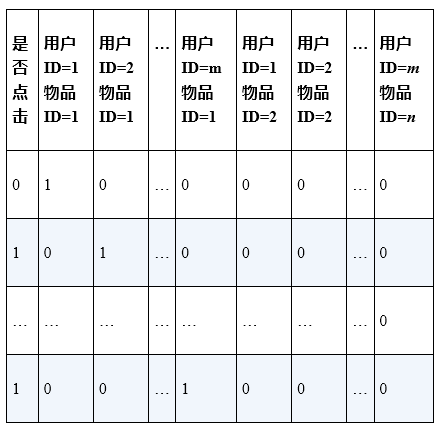 是否点击 用户ID=1物品ID=1 用户ID=2物品ID=1 … 用户ID=m物品ID=1 用户ID=1物品ID=2 用户ID=2物品ID=2 … 用户ID=m物品ID=n
0 1 0 … 0 0 0 … 0
1 0 1 … 0 0 0 … 0
… … … … … … … 0
1 0 0 … 1 0 0 … 0